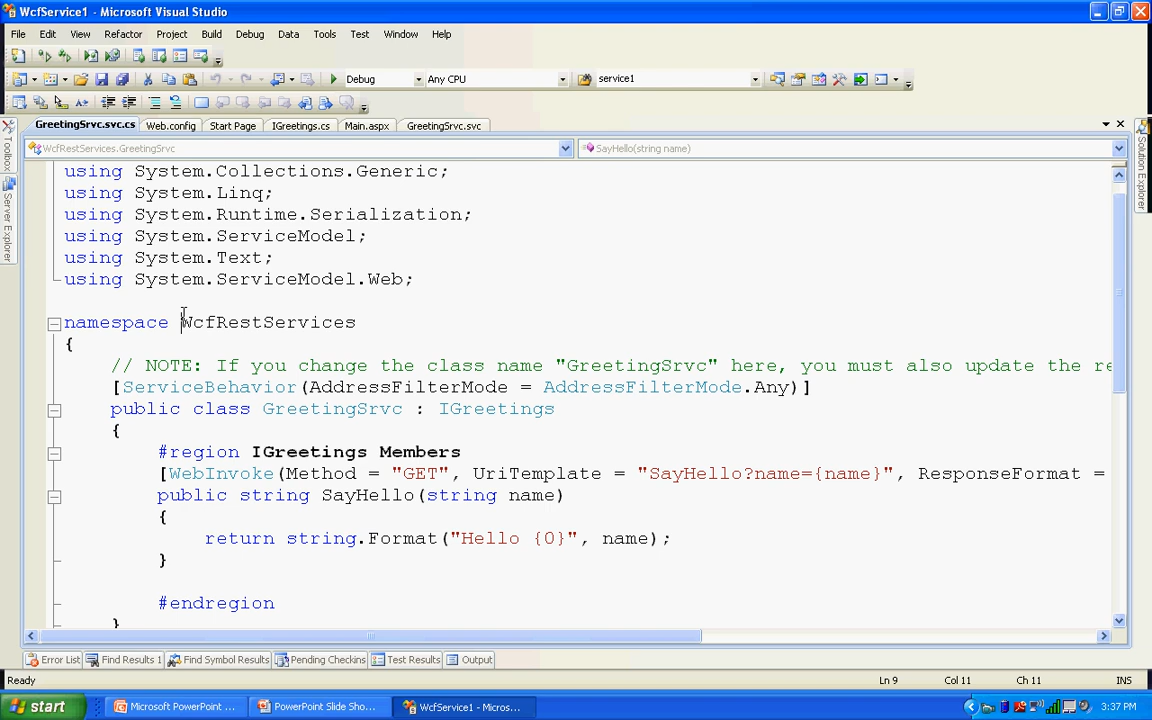 WcfService1 - Microsoft Visual Studio
File Edit View Refactor Project Build Debug Data Tools Test Window Help
Debug Any CPU service1
GreetingSrvc.svc.cs Web.config Start Page IGreetings.cs Main.aspx GreetingSrvc.svc
WcfRestServices.GreetingSrvc SayHello(string name)
Toolbox
Server Explorer
Solution Explorer
using System.Collections.Generic;
using System.Linq;
using System.Runtime.Serialization;
using System.ServiceModel;
using System.Text;
using System.ServiceModel.Web;
namespace WcfRestServices
{
// NOTE: If you change the class name "GreetingSrvc" here, you must also update the re
[ServiceBehavior(AddressFilterMode = AddressFilterMode.Any)]
public class GreetingSrvc : IGreetings
{
#region IGreetings Members
[WebInvoke(Method = "GET", UriTemplate = "SayHello?name={name}", ResponseFormat =
public string SayHello(string name)
{
return string.Format("Hello {0}", name);
}
#endregion
}
Error List Find Results 1 Find Symbol Results Pending Checkins Test Results Output
Ready Ln 9 Col 11 Ch 11 INS
start Microsoft PowerPoint ... PowerPoint Slide Sho... WcfService1 - Micros... 3:37 PM